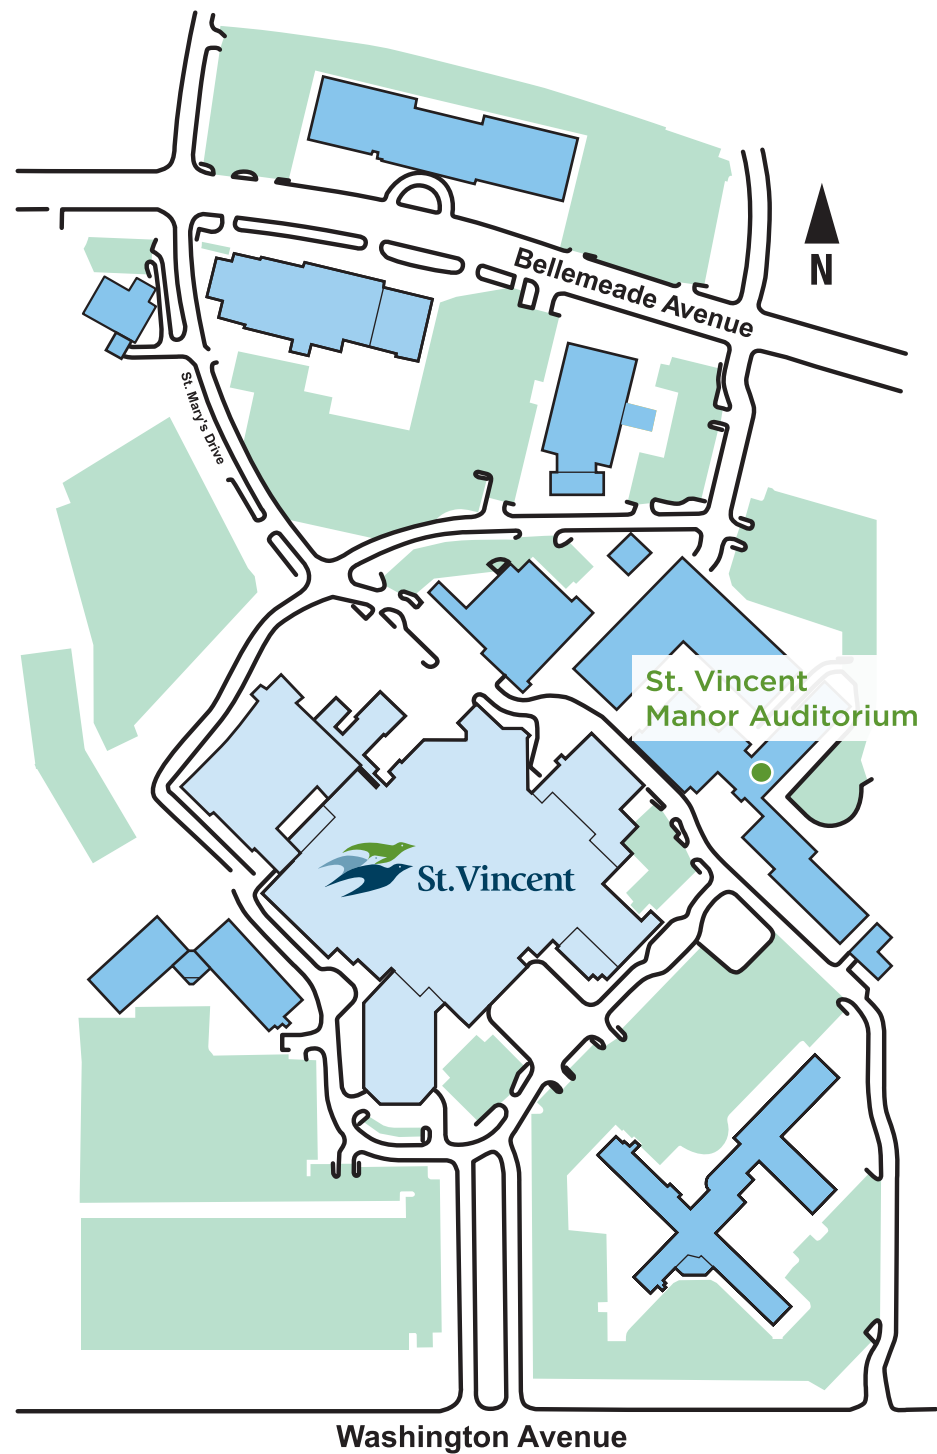 N
Bellemeade Avenue
St. Mary's Drive
St. Vincent
Manor Auditorium
St. Vincent
Washington Avenue